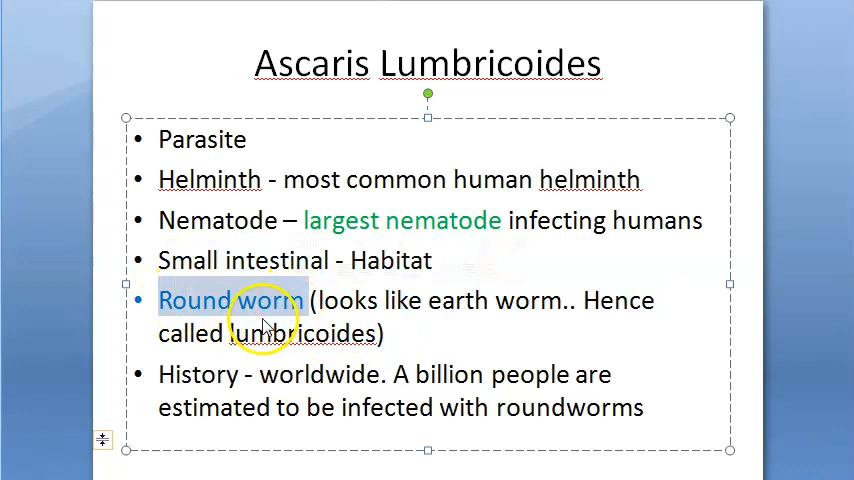 Ascaris Lumbricoides
• Parasite
• Helminth - most common human helminth
• Nematode – largest nematode infecting humans
• Small intestinal - Habitat
• Round worm (looks like earth worm.. Hence
called lumbricoides)
• History - worldwide. A billion people are
estimated to be infected with roundworms